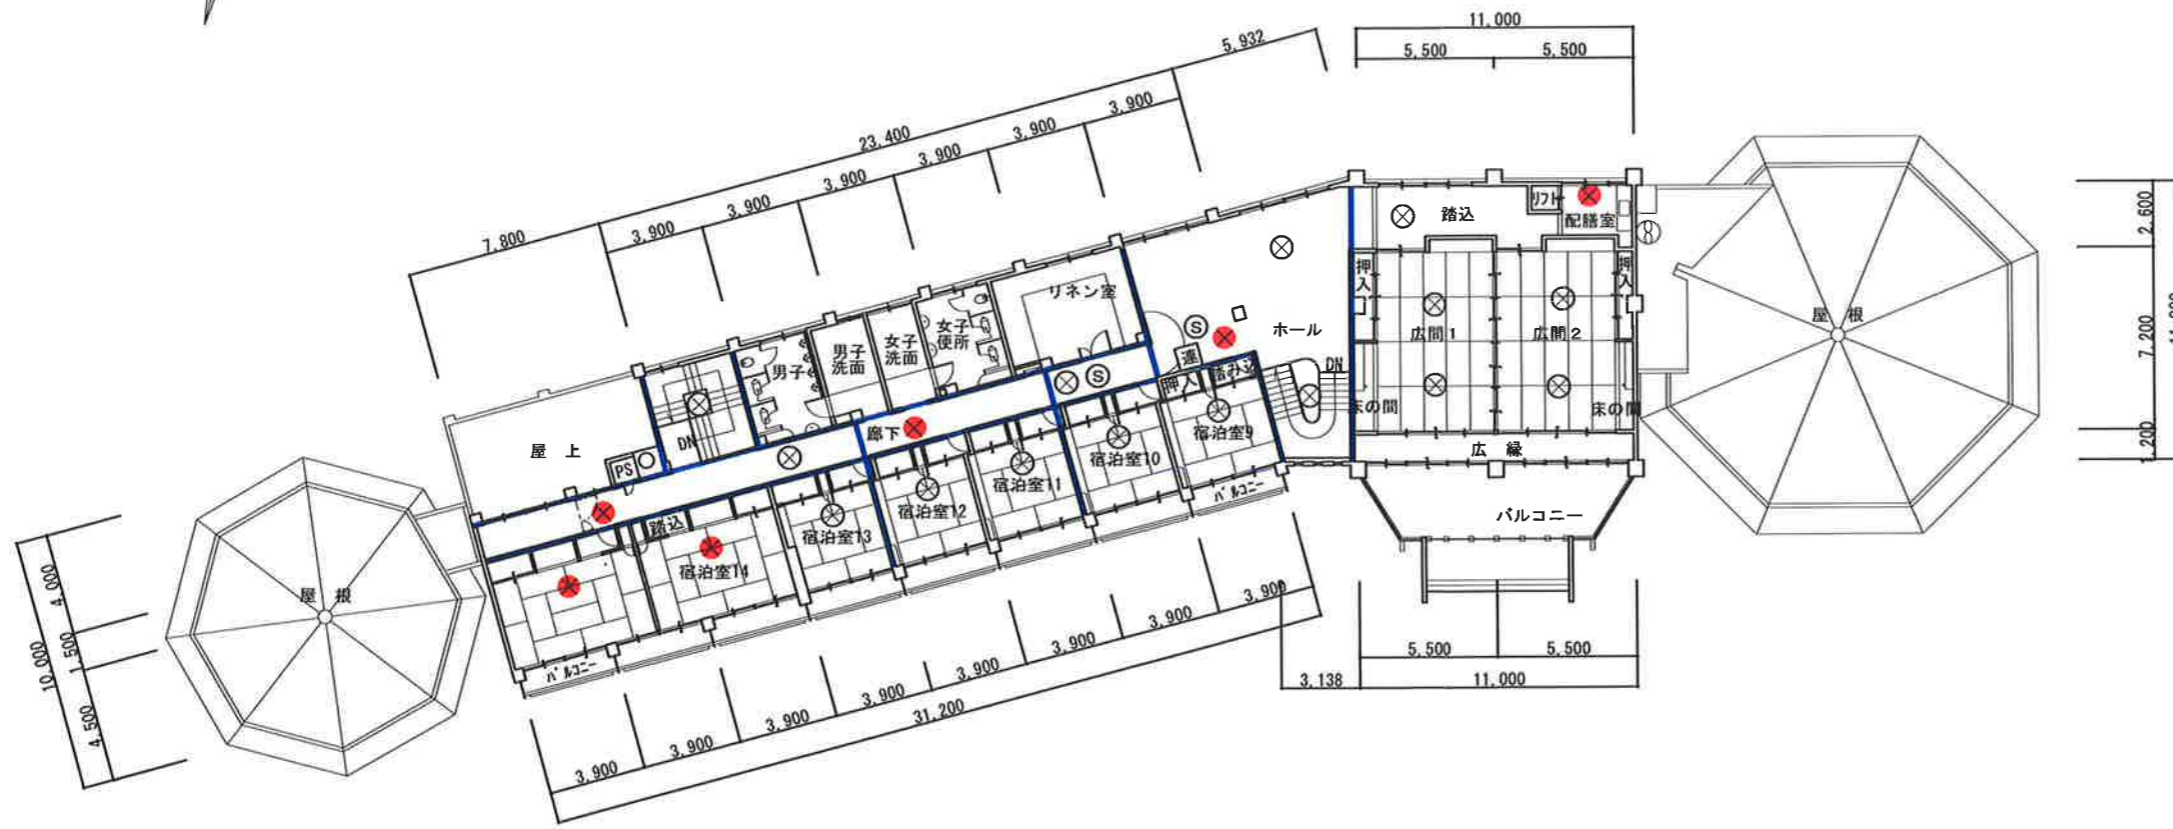 11,000
5,500
5,500
5,932
23,400
3,900
3,900
3,900
3,900
3,900
3,900
7,800
2,600
7,200
1,200
リフト
踏込
配膳室
押入
押入
屋 根
広間1
広間2
床の間
床の間
広 縁
バルコニー
ホール
DN
S
リネン室
女子便所
女子洗面
男子洗面
男子
S
連
踏み込
押入
廊下
DN
PS
屋 上
宿泊室9
宿泊室10
宿泊室11
宿泊室12
宿泊室13
宿泊室14
踏込
バルコニー
バルコニー
屋 根
4,000
1,500
4,500
10,000
3,900
3,900
3,900
3,900
3,900
3,900
3,900
31,200
3,138
5,500
5,500
11,000